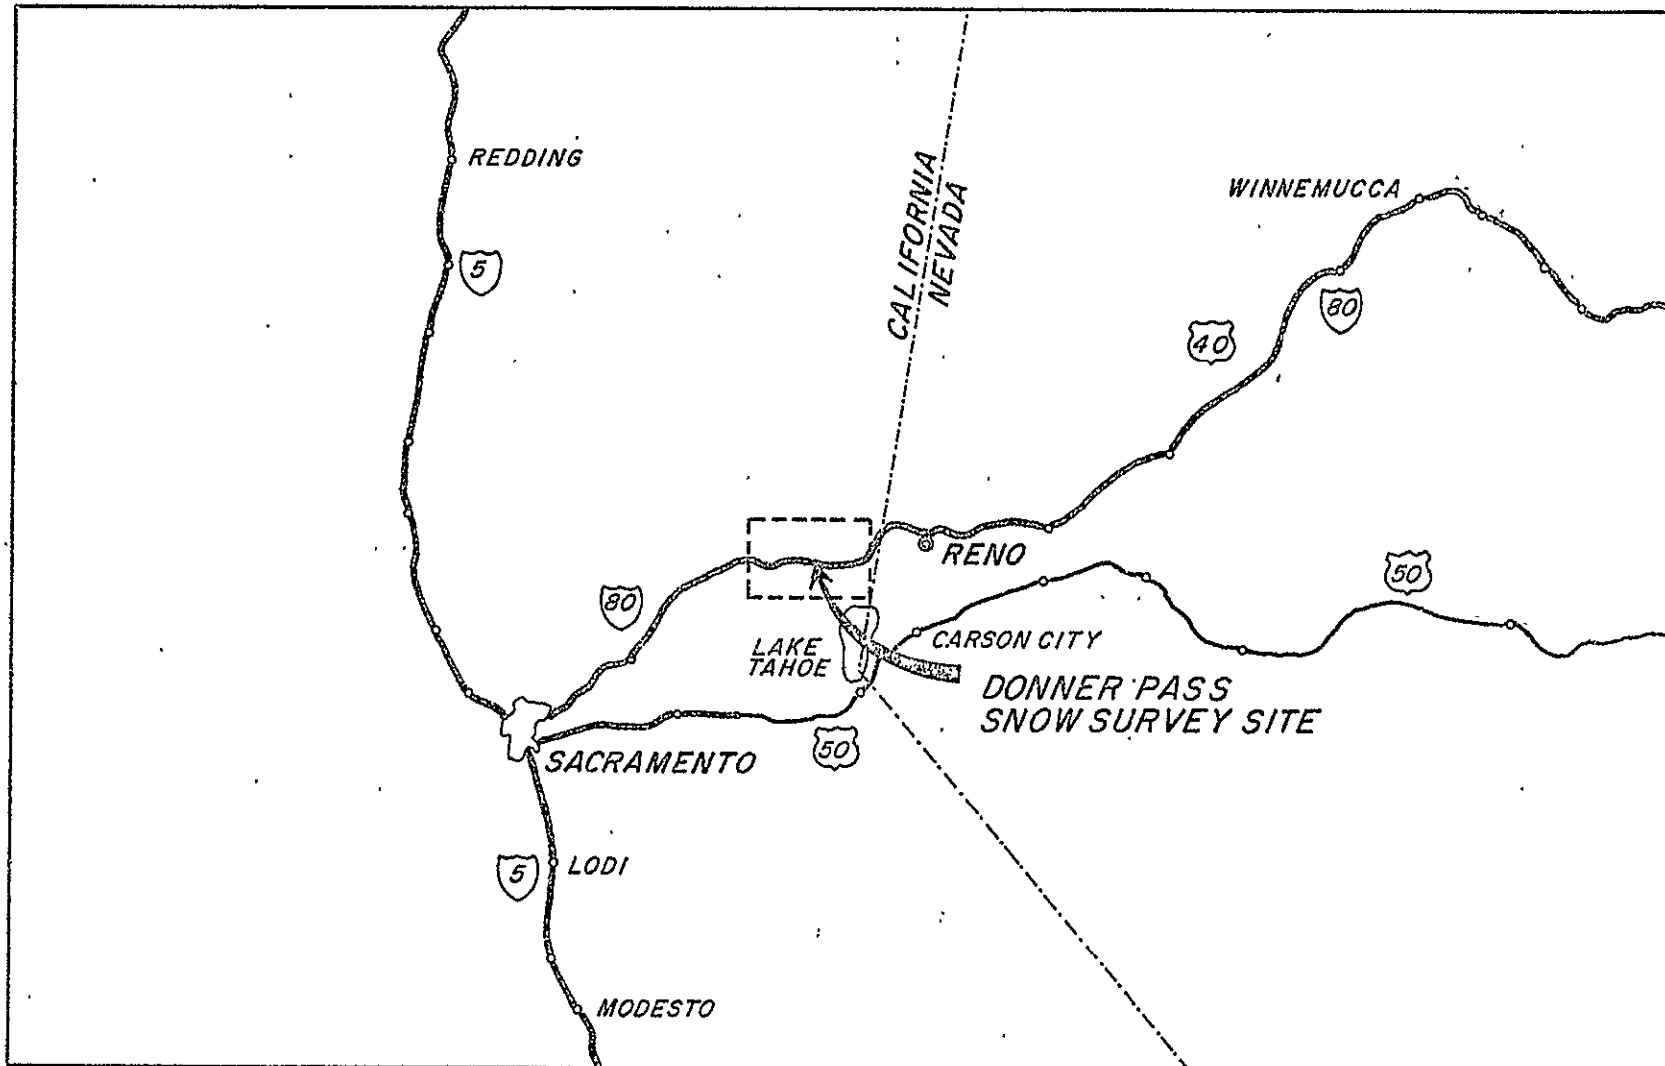 REDDING
5
CALIFORNIA
NEVADA
WINNEMUCCA
80
40
RENO
50
80
LAKE
TAHOE
CARSON CITY
DONNER PASS
SNOW SURVEY SITE
50
SACRAMENTO
5
LODI
MODESTO